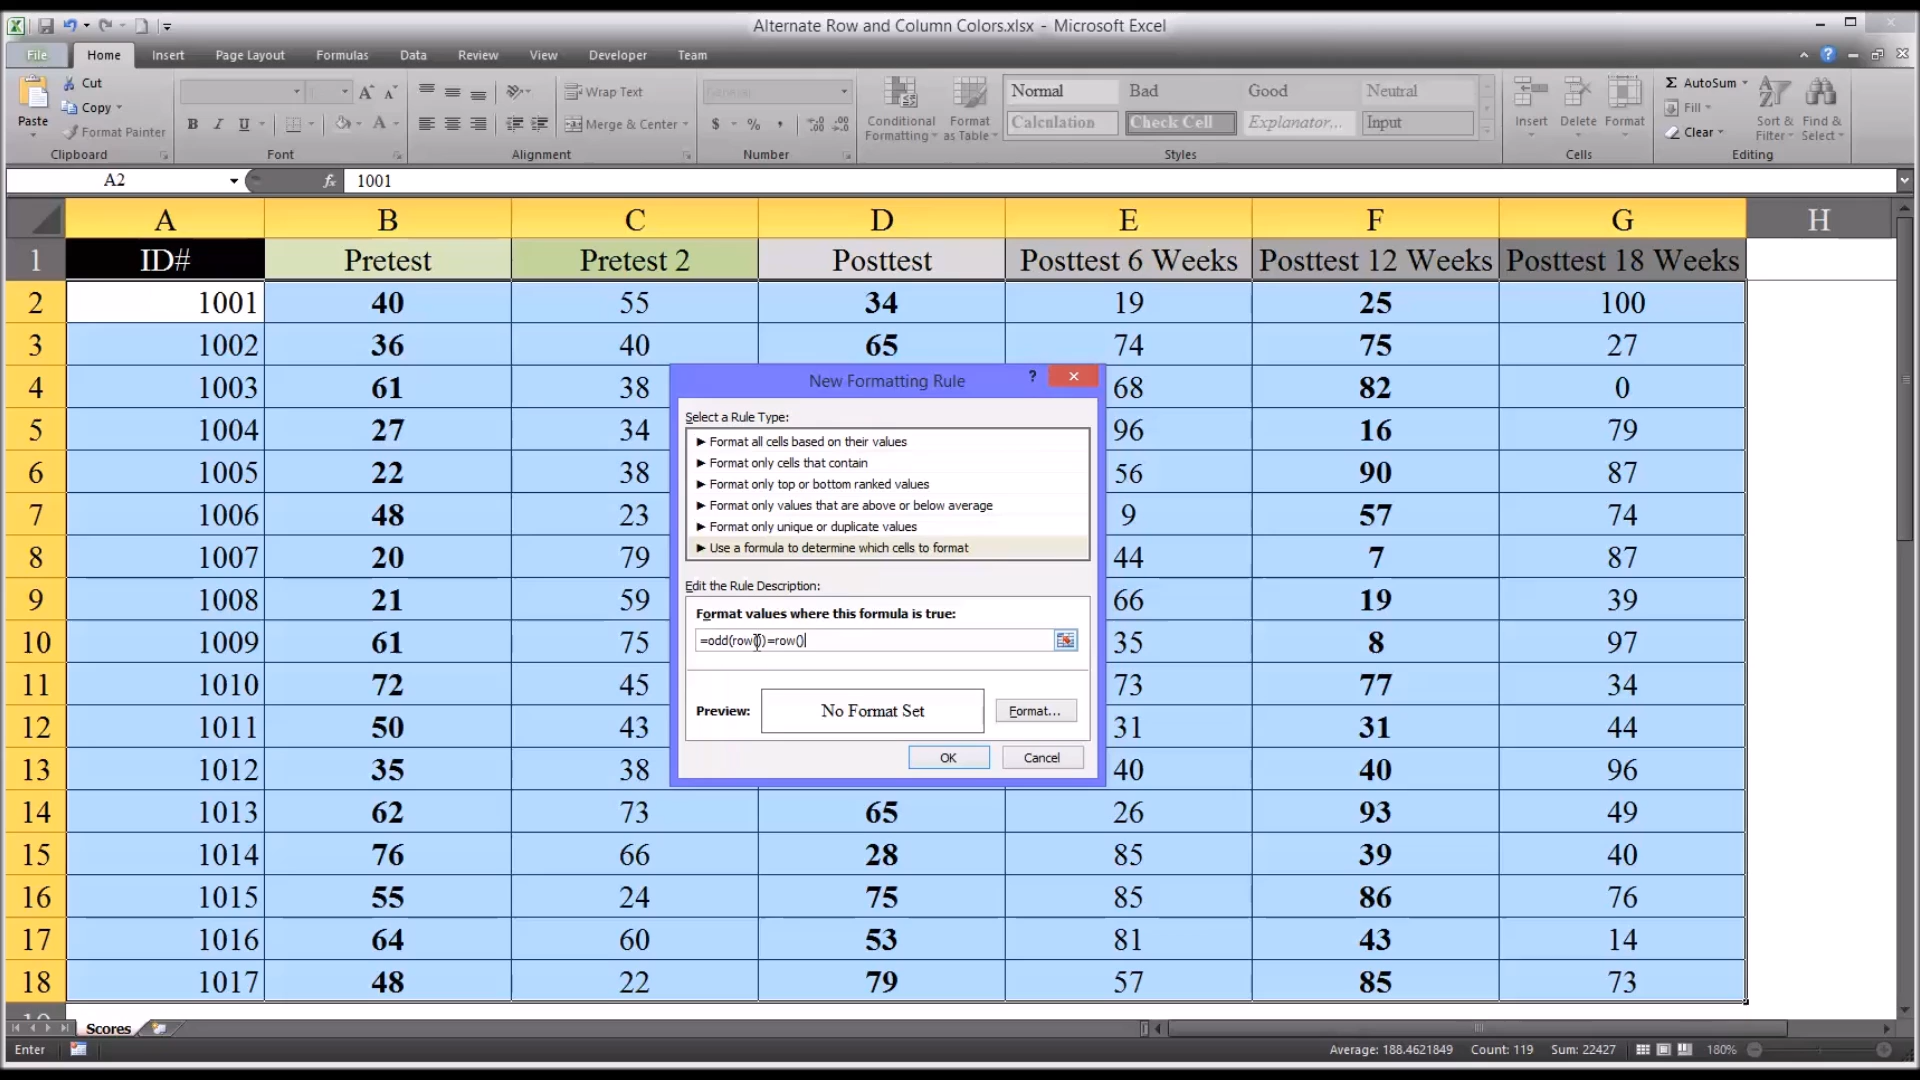 Alternate Row and Column Colors.xlsx - Microsoft Excel
File Home Insert Page Layout Formulas Data Review View Developer Team
Paste Cut Copy Format Painter
B I U
Wrap Text
Merge & Center
$ % ,
Conditional Formatting Format as Table
Normal Bad Good Neutral
Calculation Check Cell Explanator... Input
Insert Delete Format
Σ AutoSum Fill Clear
Sort & Filter Find & Select
Clipboard Font Alignment Number Styles Cells Editing
A2 fx 1001
A B C D E F G H
1 ID# Pretest Pretest 2 Posttest Posttest 6 Weeks Posttest 12 Weeks Posttest 18 Weeks
2 1001 40 55 34 19 25 100
3 1002 36 40 65 74 75 27
4 1003 61 38 68 82 0
5 1004 27 34 96 16 79
6 1005 22 38 56 90 87
7 1006 48 23 9 57 74
8 1007 20 79 44 7 87
9 1008 21 59 66 19 39
10 1009 61 75 35 8 97
11 1010 72 45 73 77 34
12 1011 50 43 31 31 44
13 1012 35 38 40 40 96
14 1013 62 73 65 26 93 49
15 1014 76 66 28 85 39 40
16 1015 55 24 75 85 86 76
17 1016 64 60 53 81 43 14
18 1017 48 22 79 57 85 73
New Formatting Rule ?
Select a Rule Type:
► Format all cells based on their values
► Format only cells that contain
► Format only top or bottom ranked values
► Format only values that are above or below average
► Format only unique or duplicate values
► Use a formula to determine which cells to format
Edit the Rule Description:
Format values where this formula is true:
=odd(row())=row()
Preview: No Format Set Format...
OK Cancel
Scores
Enter Average: 188.4621849 Count: 119 Sum: 22427 180%